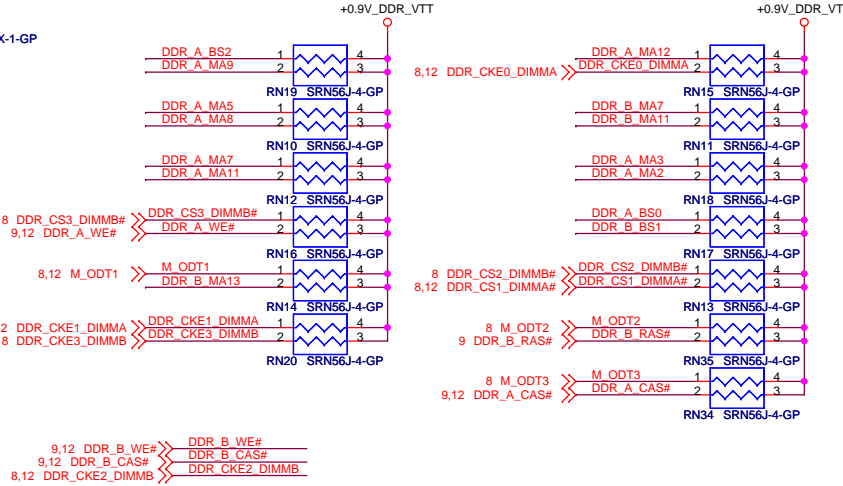 +0.9V_DDR_VTT
X-1-GP
DDR_A_BS2 1 4
DDR_A_MA9 2 3
RN19 SRN56J-4-GP
DDR_A_MA5 1 4
DDR_A_MA8 2 3
RN10 SRN56J-4-GP
DDR_A_MA7 1 4
DDR_A_MA11 2 3
RN12 SRN56J-4-GP
8 DDR_CS3_DIMMB# DDR_CS3_DIMMB# 1 4
9,12 DDR_A_WE# DDR_A_WE# 2 3
RN16 SRN56J-4-GP
8,12 M_ODT1 M_ODT1 1 4
DDR_B_MA13 2 3
RN14 SRN56J-4-GP
2 DDR_CKE1_DIMMA DDR_CKE1_DIMMA 1 4
8 DDR_CKE3_DIMMB DDR_CKE3_DIMMB 2 3
RN20 SRN56J-4-GP
9,12 DDR_B_WE# DDR_B_WE#
9,12 DDR_B_CAS# DDR_B_CAS#
8,12 DDR_CKE2_DIMMB DDR_CKE2_DIMMB
+0.9V_DDR_VT
DDR_A_MA12 1 4
8,12 DDR_CKE0_DIMMA DDR_CKE0_DIMMA 2 3
RN15 SRN56J-4-GP
DDR_B_MA7 1 4
DDR_B_MA11 2 3
RN11 SRN56J-4-GP
DDR_A_MA3 1 4
DDR_A_MA2 2 3
RN18 SRN56J-4-GP
DDR_A_BS0 1 4
DDR_B_BS1 2 3
RN17 SRN56J-4-GP
8 DDR_CS2_DIMMB# DDR_CS2_DIMMB# 1 4
8,12 DDR_CS1_DIMMA# DDR_CS1_DIMMA# 2 3
RN13 SRN56J-4-GP
8 M_ODT2 M_ODT2 1 4
9 DDR_B_RAS# DDR_B_RAS# 2 3
RN35 SRN56J-4-GP
8 M_ODT3 M_ODT3 1 4
9,12 DDR_A_CAS# DDR_A_CAS# 2 3
RN34 SRN56J-4-GP